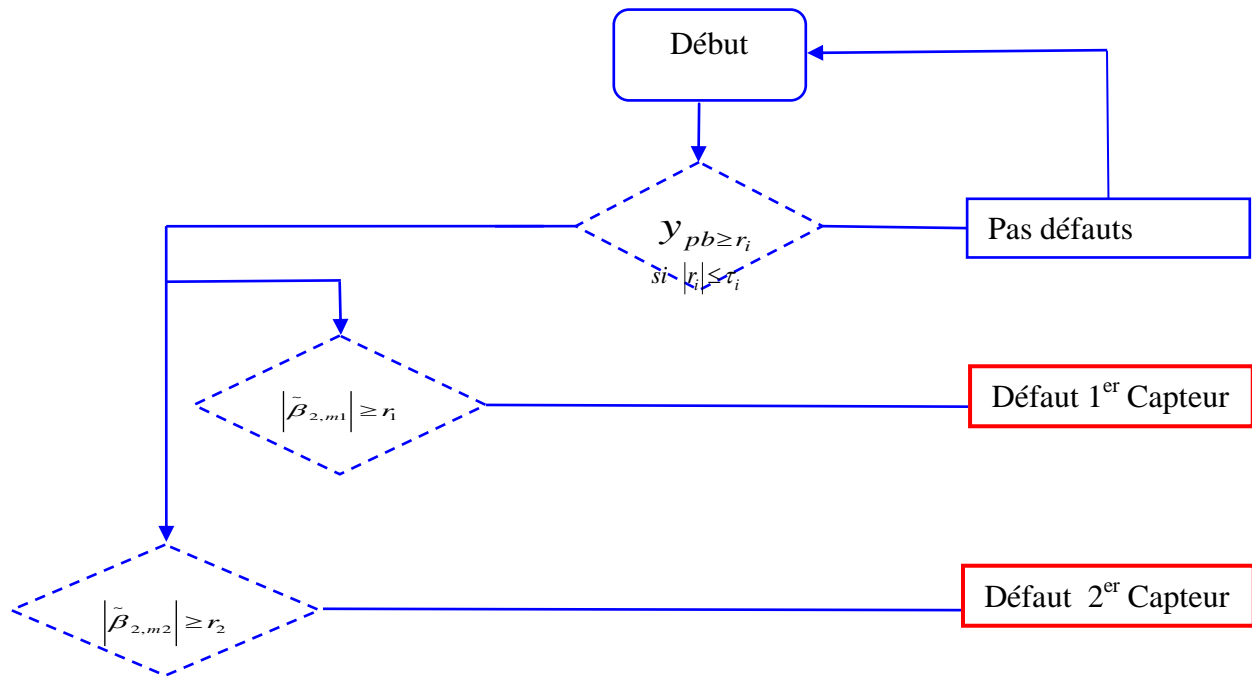 Début
y_{pb≥r_i}
Pas défauts
si |r_i|≤τ_i
|β̃_{2,m1}| ≥ r_1
Défaut 1^{er} Capteur
|β̃_{2,m2}| ≥ r_2
Défaut 2^{er} Capteur